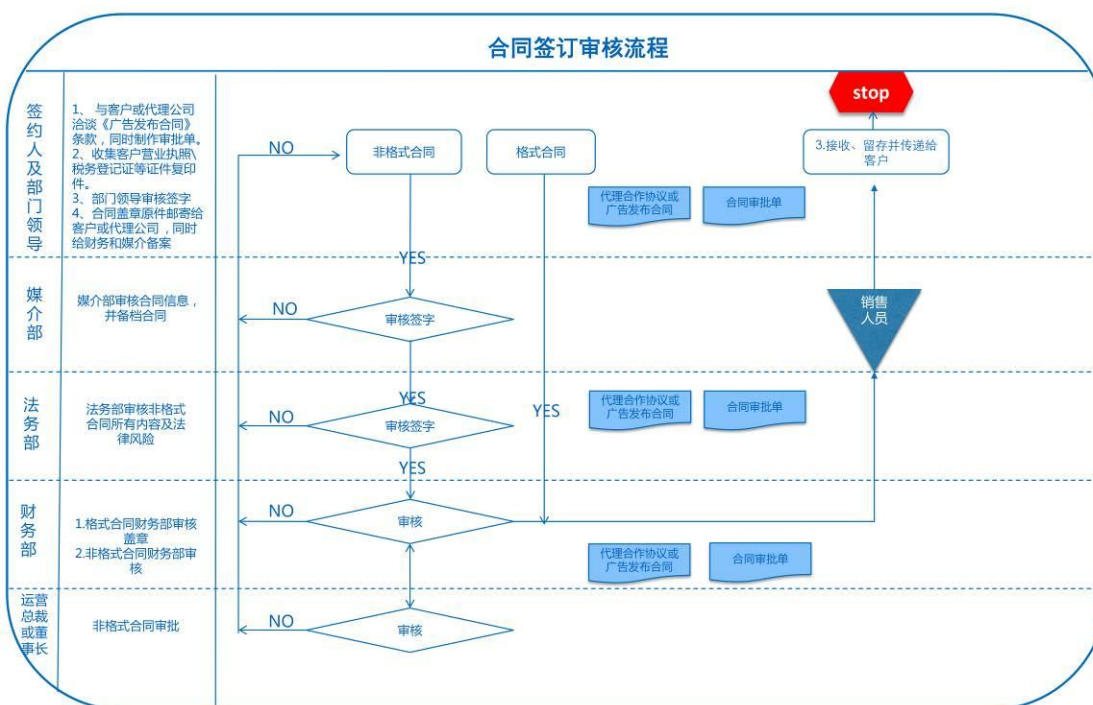 合同签订审核流程
签约人及部门领导
1、 与客户或代理公司
洽谈《广告发布合同》
条款，同时制作审批单。
2、收集客户营业执照\
税务登记证等证件复印
件。
3、部门领导审核签字
4、合同盖章原件邮寄给
客户或代理公司，同时
给财务和媒介备案
NO
非格式合同
格式合同
stop
3.接收、留存并传递给
客户
代理合作协议或
广告发布合同
合同审批单
YES
媒介部
媒介部审核合同信息，
并备档合同
NO
审核签字
销售
人员
YES
法务部
法务部审核非格式
合同所有内容及法
律风险
NO
审核签字
YES
代理合作协议或
广告发布合同
合同审批单
YES
财务部
1.格式合同财务部审核
盖章
2.非格式合同财务部审
核
NO
审核
代理合作协议或
广告发布合同
合同审批单
运营
总裁
或董
事长
非格式合同审批
NO
审核